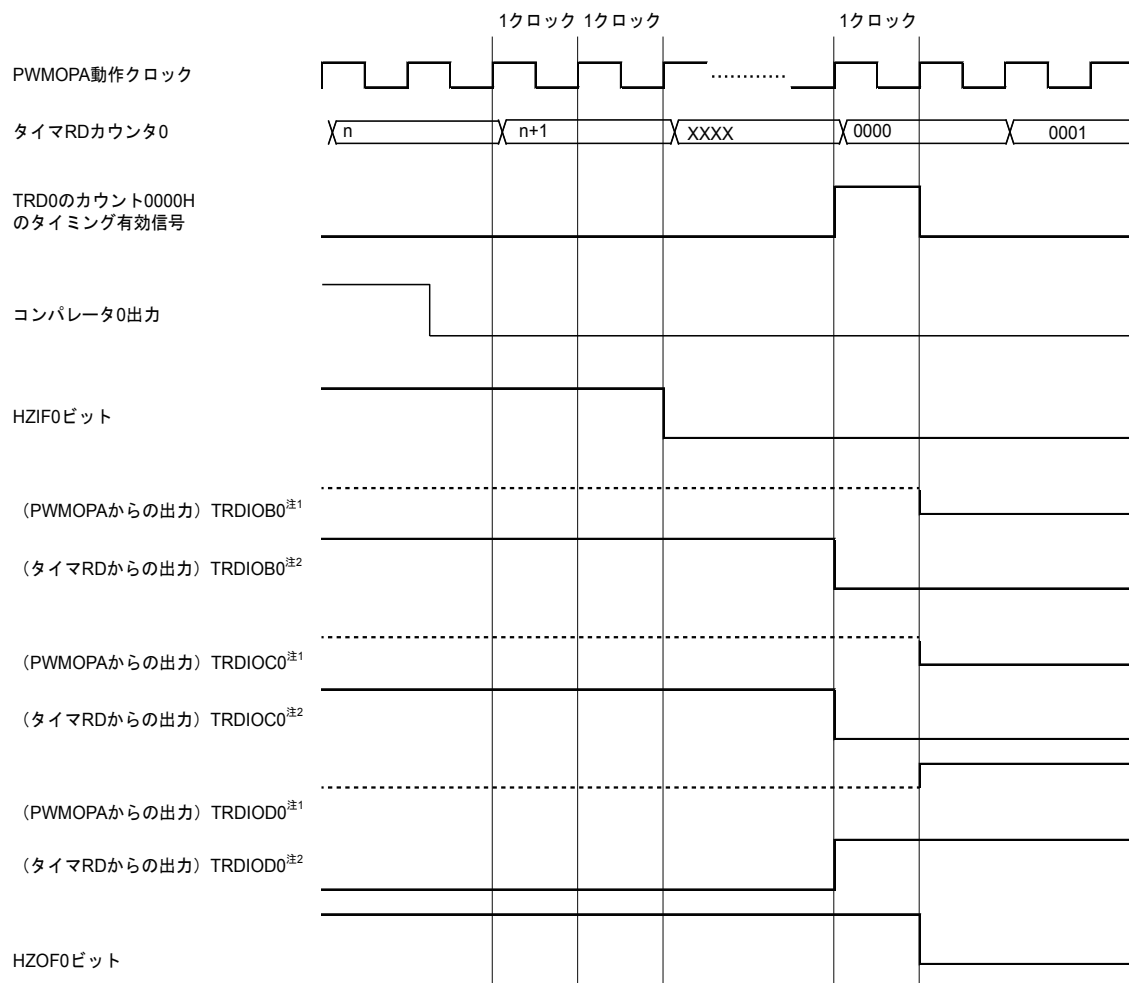 1クロック 1クロック 1クロック
PWMOPA動作クロック
タイマRDカウンタ0 n n+1 XXXX 0000 0001
TRD0のカウント0000H
のタイミング有効信号
コンパレータ0出力
HZIF0ビット
（PWMOPAからの出力）TRDIOB0注1
（タイマRDからの出力）TRDIOB0注2
（PWMOPAからの出力）TRDIOC0注1
（タイマRDからの出力）TRDIOC0注2
（PWMOPAからの出力）TRDIOD0注1
（タイマRDからの出力）TRDIOD0注2
HZOF0ビット